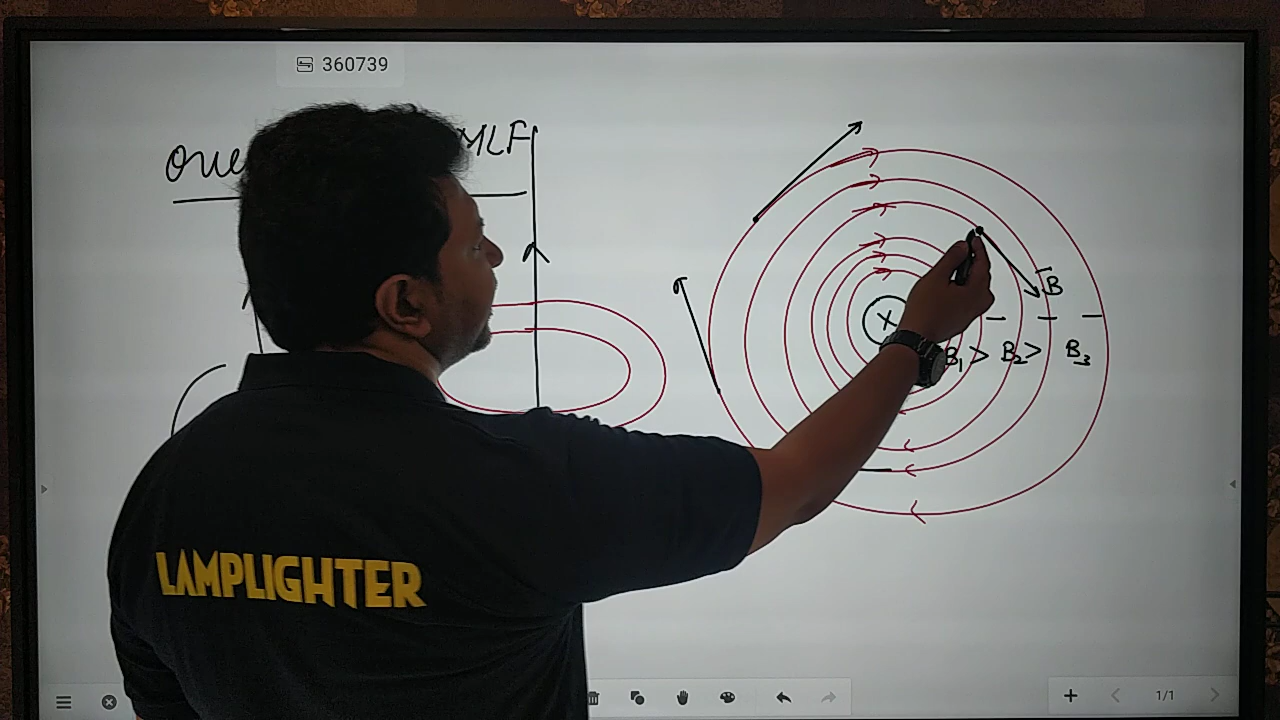 360739
MLF
B
B₁ > B₂ > B₃
LAMPLIGHTER
1/1